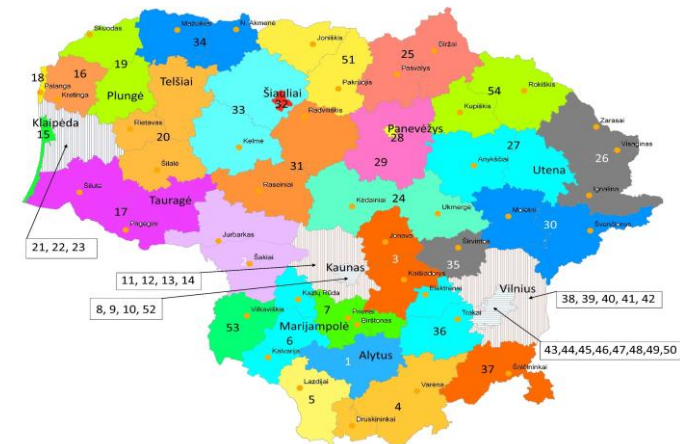 Skuodas
Mažeikiai
N. Akmenė
34
Joniškis
51
25
Biržai
Pasvalys
19
18
16
Palanga
Kretinga
Telšiai
Plungė
Šiauliai
32
33
Pakruojis
Radviliškis
54
Rokiškis
Kupiškis
Klaipėda
15
Rietavas
20
Šilalė
Kelmė
Panevėžys
28
29
27
Zarasai
Visaginas
26
Anykščiai
Utena
Ignalina
31
Raseiniai
Šilutė
17
Tauragė
Pagėgiai
24
Kėdainiai
Ukmergė
Molėtai
30
Švenčionys
21, 22, 23
Jurbarkas
Šakiai
Jonava
3
Širvintos
35
11, 12, 13, 14
Kaunas
Kaišiadorys
Vilnius
8, 9, 10, 52
Elektrėnai
38, 39, 40, 41, 42
Kazlų Rūda
Vilkaviškis
53
7
Prienai
Birštonas
Trakai
36
Marijampolė
6
Kalvarija
43,44,45,46,47,48,49,50
1
Alytus
37
Šalčininkai
Lazdijai
5
Varėna
4
Druskininkai